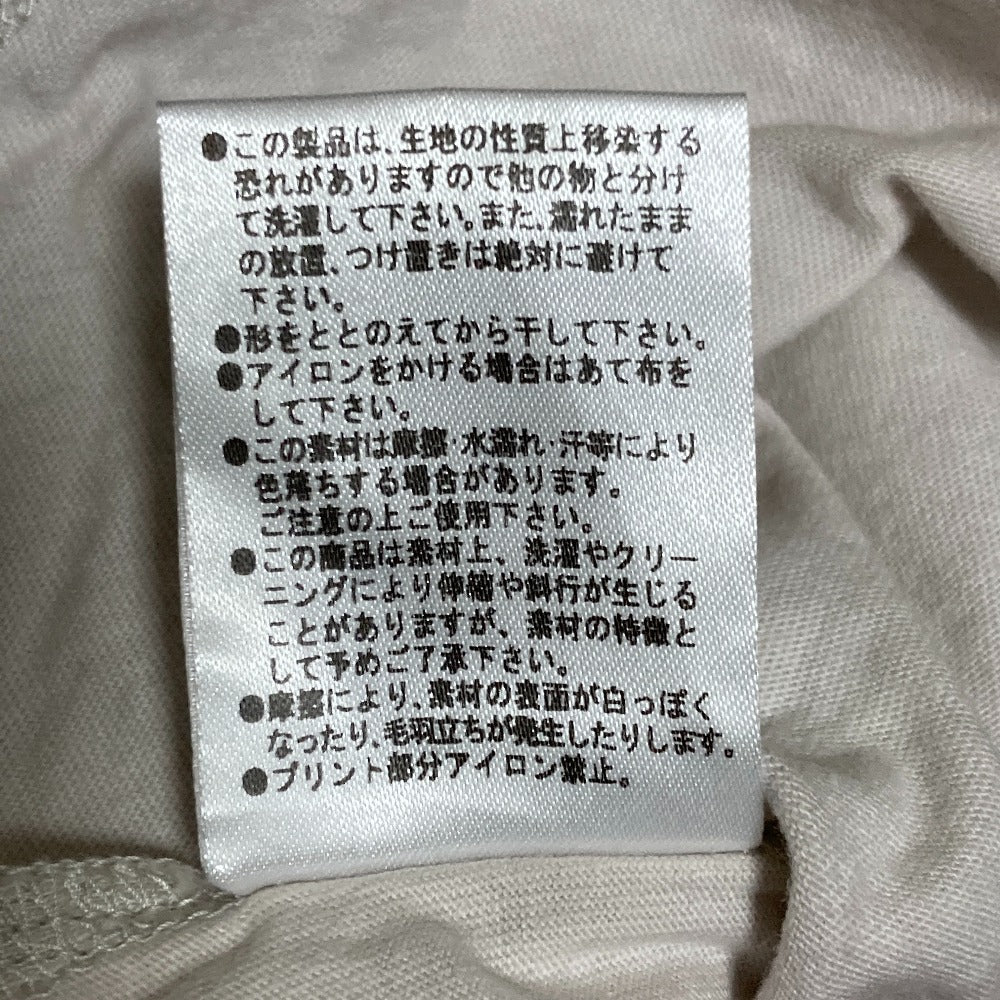 ●この製品は、生地の性質上移染する
恐れがありますので他の物と分け
て洗濯して下さい。また、濡れたまま
の放置、つけ置きは絶対に避けて
下さい。
●形をととのえてから干して下さい。
●アイロンをかける場合はあて布を
して下さい。
●この素材は摩擦・水濡れ・汗等により
色落ちする場合があります。
ご注意の上ご使用下さい。
●この商品は素材上、洗濯やクリー
ニングにより伸縮や斜行が生じる
ことがありますが、素材の特徴と
して予めご了承下さい。
●摩擦により、素材の表面が白っぽく
なったり、毛羽立ちが発生したりします。
●プリント部分アイロン禁止。